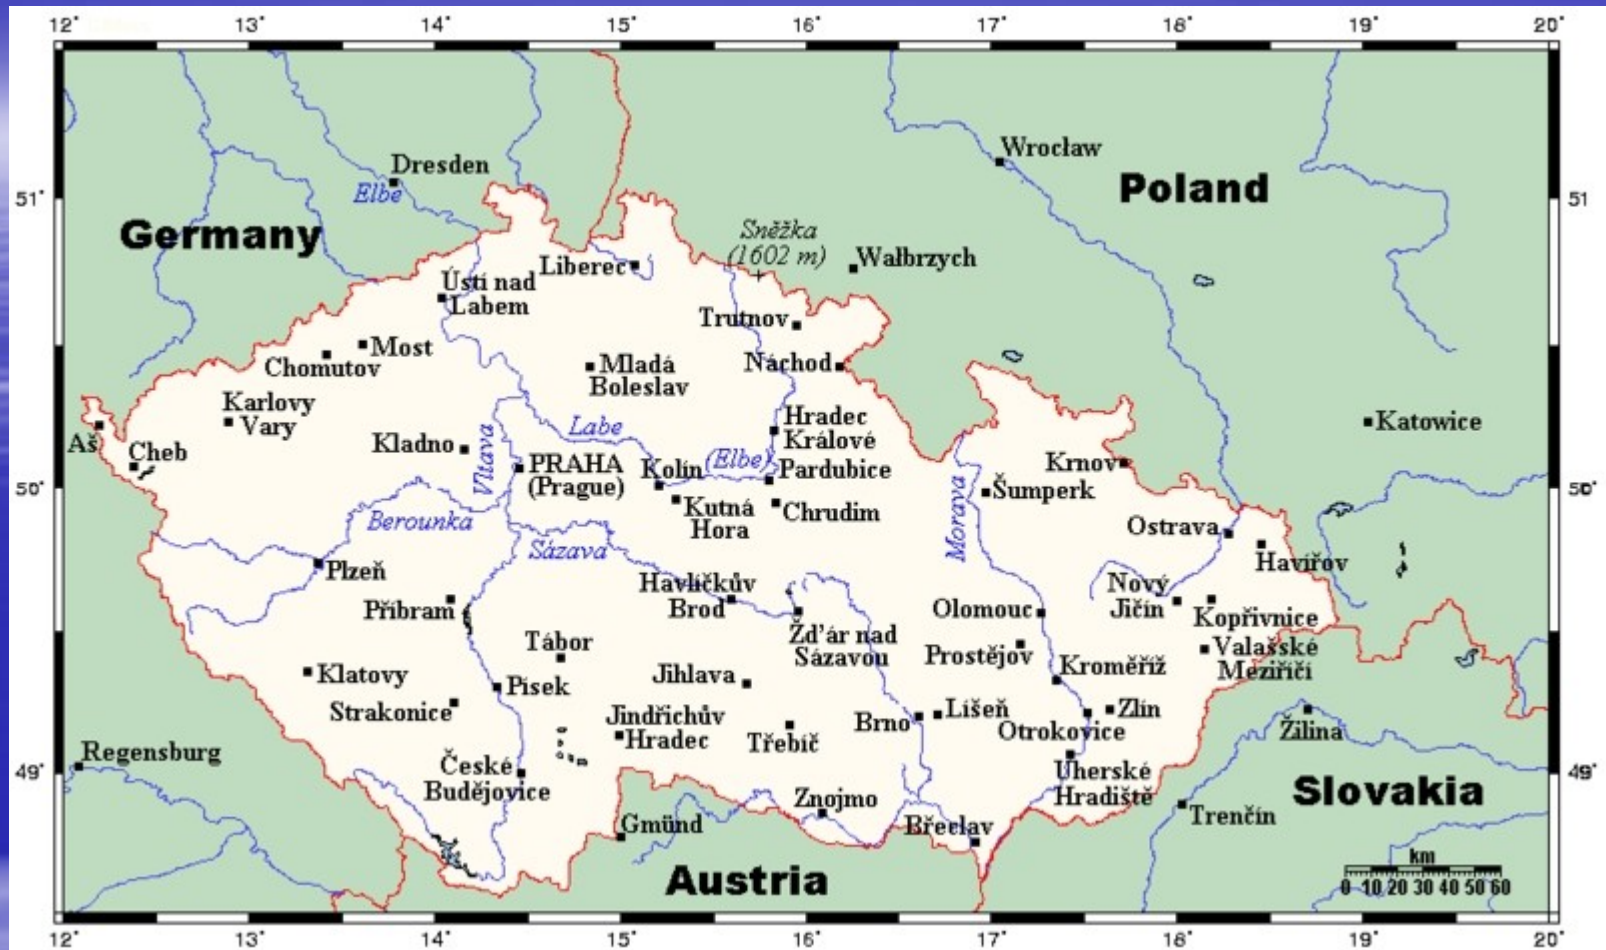 12° 13° 14° 15° 16° 17° 18° 19° 20°
Wrocław
Dresden
Elbe
51° 51°
Poland
Germany
Sněžka
(1602 m)
Wałbrzych
Liberec
Ústí nad
Labem
Trutnov
Most
Chomutov
Mladá
Boleslav
Náchod
Karlovy
Vary
Hradec
Králové
Katowice
Labe
Aš
Cheb
Kladno
Vltava
PRAHA
(Prague)
Kolín
(Elbe)
Pardubice
Krnov
50° 50°
Šumperk
Kutná
Hora
Chrudim
Morava
Berounka
Ostrava
Sázava
Havířov
Plzeň
Havlíčkův
Brod
Nový
Jičín
Příbram
Olomouc
Kopřivnice
Žd'ár nad
Sázavou
Tábor
Prostějov
Valašské
Meziříčí
Klatovy
Kroměříž
Písek
Jihlava
Strakonice
Jindřichův
Hradec
Třebíč
Brno
Líšeň
Zlín
Otrokovice
Žilina
Regensburg
49° 49°
České
Budějovice
Uherské
Hradiště
Znojmo
Slovakia
Trenčín
Gmünd
Břeclav
Austria
km
0 10 20 30 40 50 60
12° 13° 14° 15° 16° 17° 18° 19° 20°